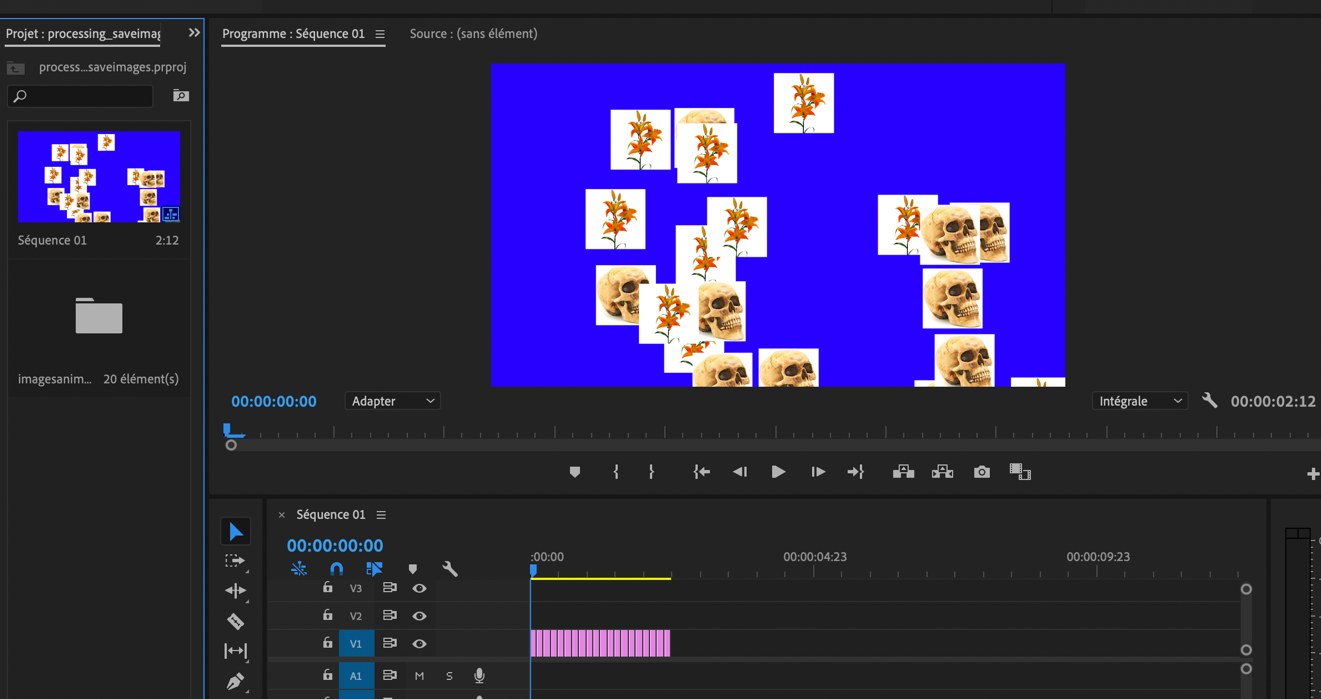 Projet : processing_saveimag
process...saveimages.prproj
Séquence 01 2:12
imagesanim... 20 élément(s)
Programme : Séquence 01
Source : (sans élément)
00:00:00:00
Adapter
Intégrale
00:00:02:12
Séquence 01
00:00:00:00
:00:00
00:00:04:23
00:00:09:23
V3
V2
V1
A1 M S